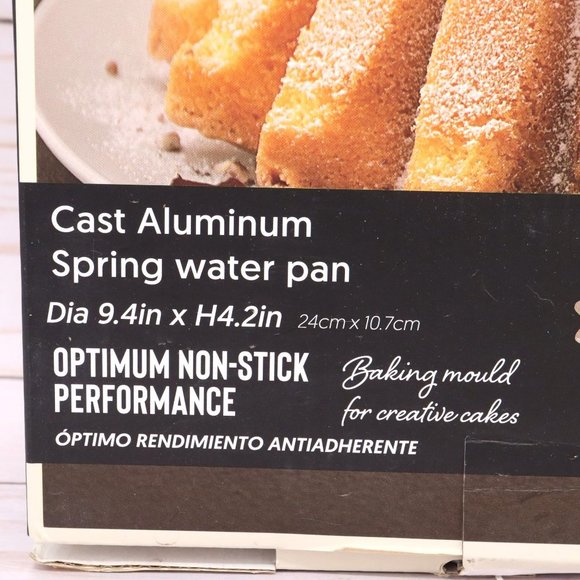 Cast Aluminum
Spring water pan
Dia 9.4in x H4.2in 24cm x 10.7cm
OPTIMUM NON-STICK
PERFORMANCE
Baking mould
for creative cakes
ÓPTIMO RENDIMIENTO ANTIADHERENTE